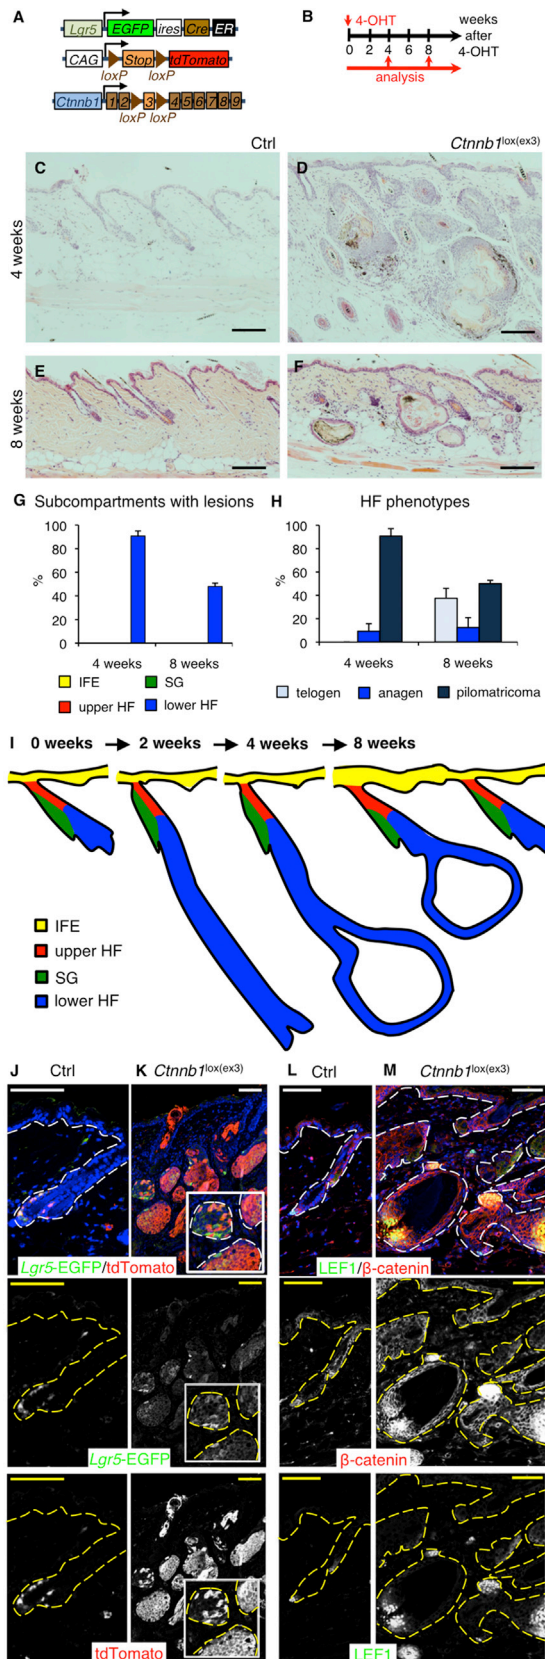 A
Lgr5 EGFP ires Cre ER
CAG Stop tdTomato
loxP loxP
Ctnnb1 1 2 3 4 5 6 7 8 9
loxP loxP
B
4-OHT weeks
after
0 2 4 6 8 4-OHT
analysis
Ctrl Ctnnb1lox(ex3)
4 weeks
C D
8 weeks
E F
G Subcompartments with lesions
%
100
80
60
40
20
0
4 weeks 8 weeks
IFE SG
upper HF lower HF
H HF phenotypes
%
100
80
60
40
20
0
4 weeks 8 weeks
telogen anagen pilomatricoma
I 0 weeks 2 weeks 4 weeks 8 weeks
IFE
upper HF
SG
lower HF
J Ctrl K Ctnnb1lox(ex3)
Lgr5-EGFP/tdTomato
Lgr5-EGFP
tdTomato
L Ctrl M Ctnnb1lox(ex3)
LEF1/β-catenin
β-catenin
LEF1